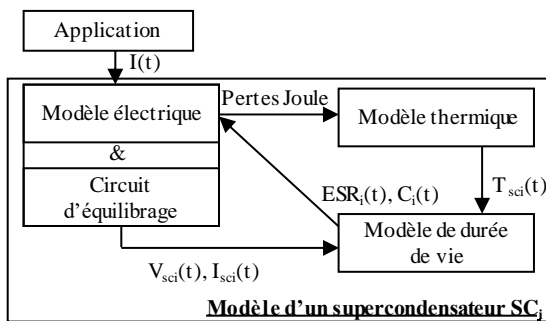 Application
I(t)
Modèle électrique
&
Circuit
d'équilibrage
Pertes Joule
Modèle thermique
ESRi(t), Ci(t)
Tsci(t)
Modèle de durée
de vie
Vsci(t), Isci(t)
Modèle d'un supercondensateur SCi